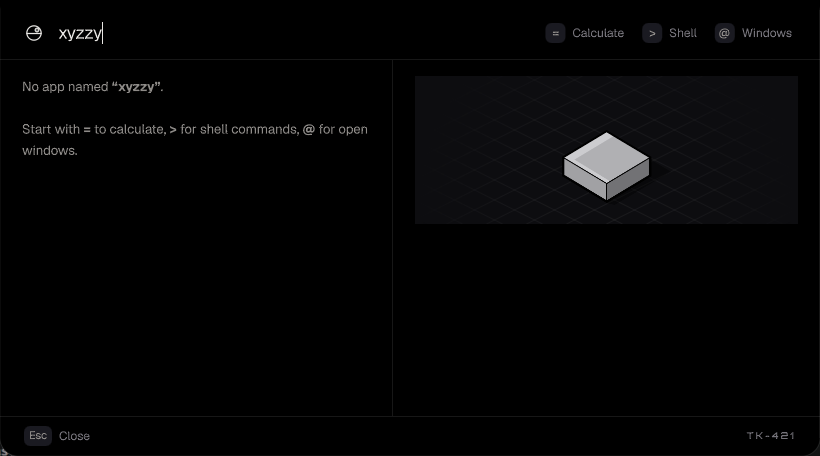 xyzzy
= Calculate > Shell @ Windows
No app named “xyzzy”.
Start with = to calculate, > for shell commands, @ for open
windows.
Esc Close
TK-421